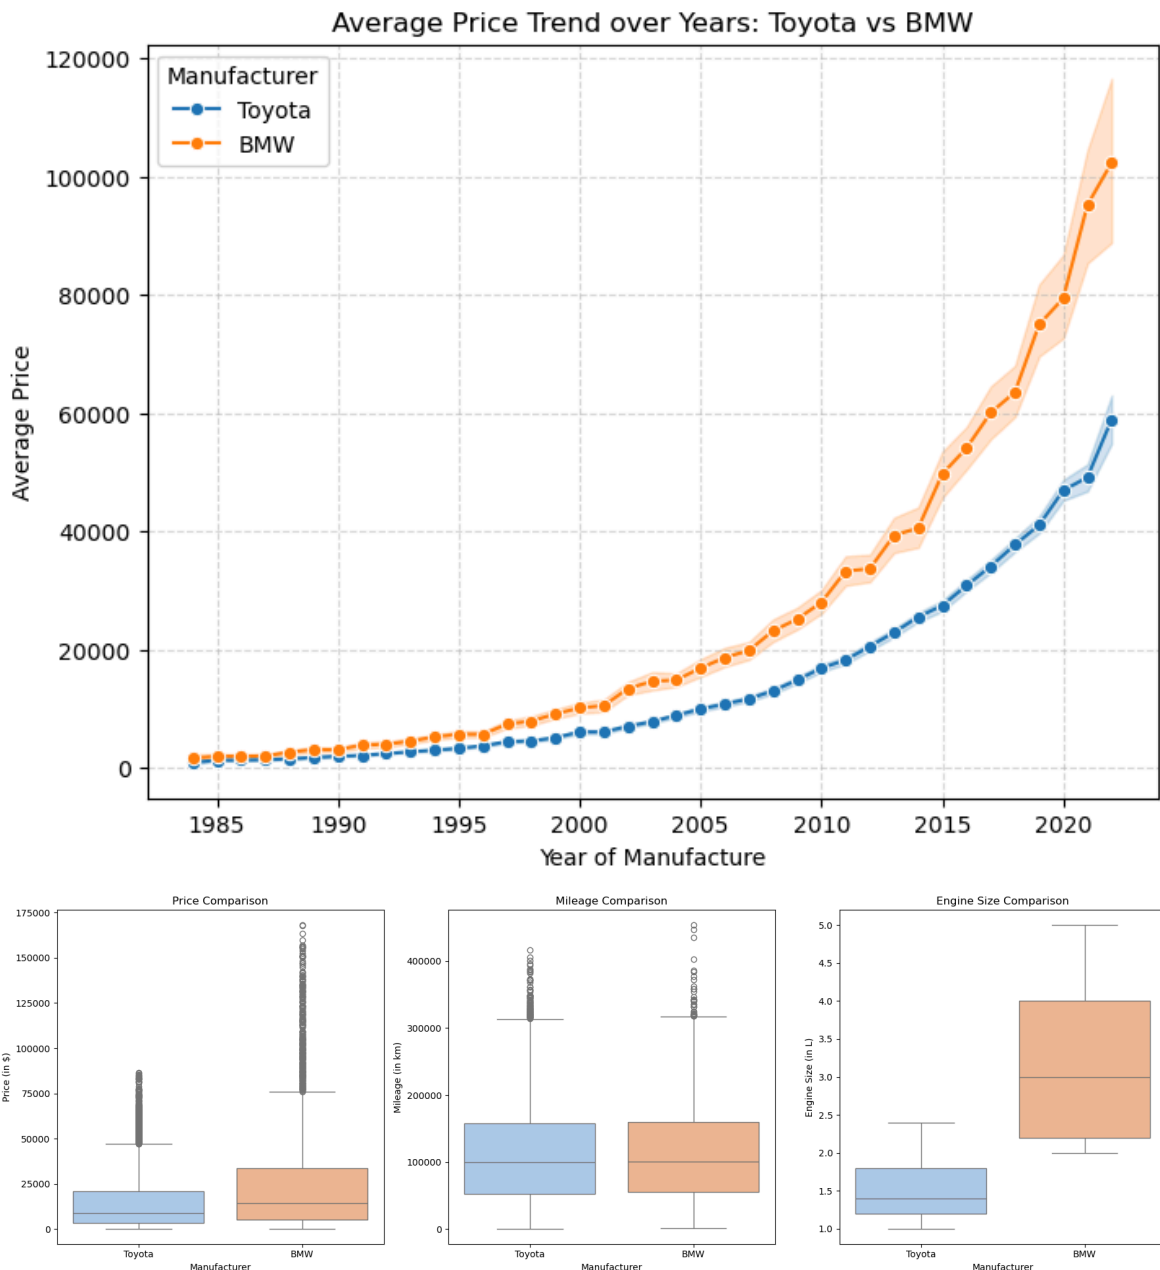 Average Price Trend over Years: Toyota vs BMW
Manufacturer
Toyota
BMW
Average Price
120000
100000
80000
60000
40000
20000
0
1985 1990 1995 2000 2005 2010 2015 2020
Year of Manufacture
Price Comparison
Price (in $)
175000
150000
125000
100000
75000
50000
25000
0
Toyota BMW
Manufacturer
Mileage Comparison
Mileage (in km)
400000
300000
200000
100000
0
Toyota BMW
Manufacturer
Engine Size Comparison
Engine Size (in L)
5.0
4.5
4.0
3.5
3.0
2.5
2.0
1.5
1.0
Toyota BMW
Manufacturer